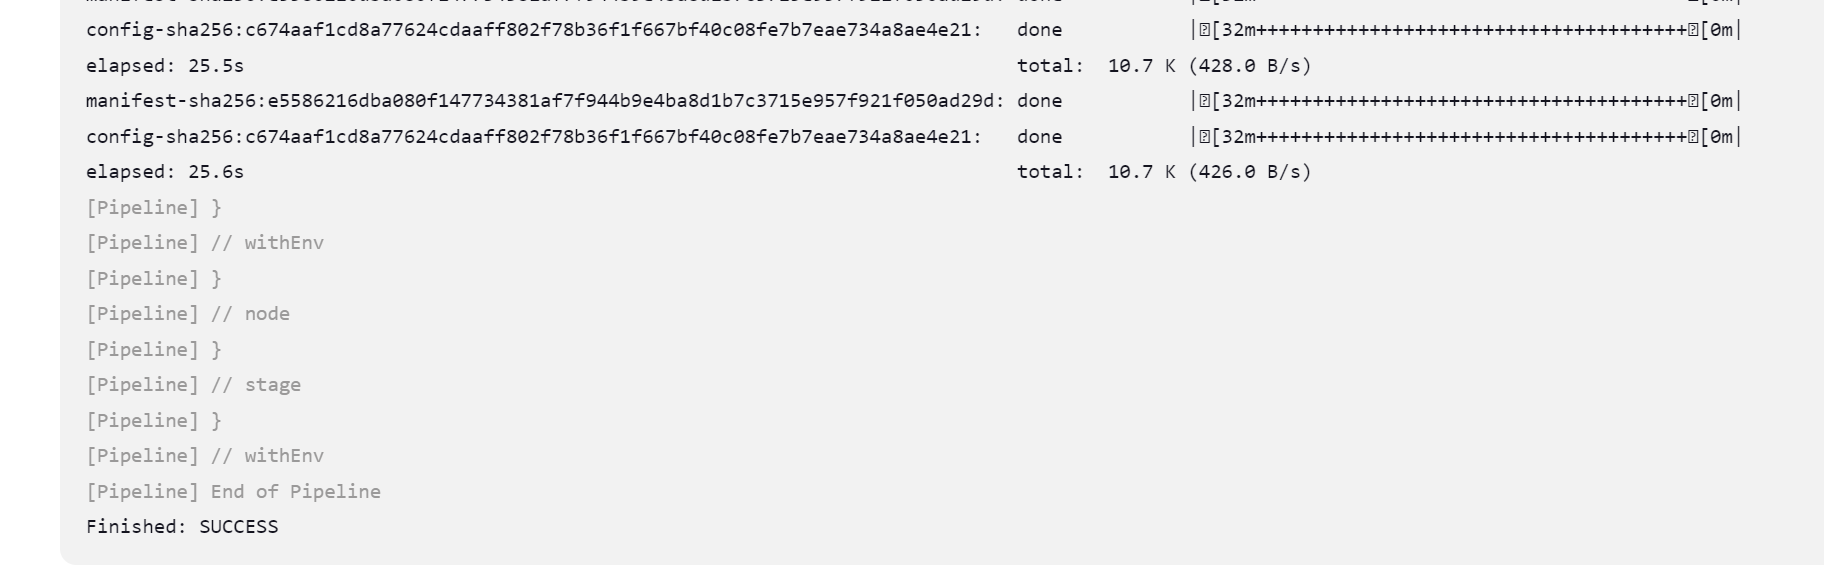 config-sha256:c674aaf1cd8a77624cdaaff802f78b36f1f667bf40c08fe7b7eae734a8ae4e21: done |[32m++++++++++++++++++++++++++++++++++++++[0m|
elapsed: 25.5s total: 10.7 K (428.0 B/s)
manifest-sha256:e5586216dba080f147734381af7f944b9e4ba8d1b7c3715e957f921f050ad29d: done |[32m++++++++++++++++++++++++++++++++++++++[0m|
config-sha256:c674aaf1cd8a77624cdaaff802f78b36f1f667bf40c08fe7b7eae734a8ae4e21: done |[32m++++++++++++++++++++++++++++++++++++++[0m|
elapsed: 25.6s total: 10.7 K (426.0 B/s)
[Pipeline] }
[Pipeline] // withEnv
[Pipeline] }
[Pipeline] // node
[Pipeline] }
[Pipeline] // stage
[Pipeline] }
[Pipeline] // withEnv
[Pipeline] End of Pipeline
Finished: SUCCESS